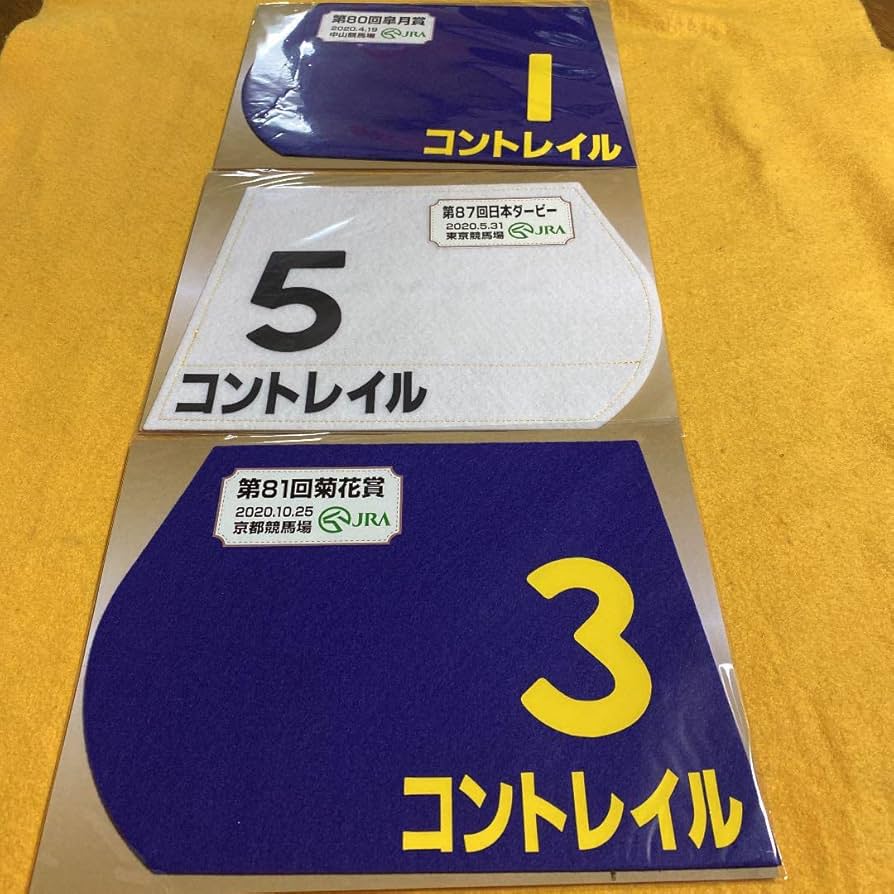 第80回皐月賞
2020.4.19
中山競馬場 JRA
1
コントレイル
第87回日本ダービー
2020.5.31
東京競馬場 JRA
5
コントレイル
第81回菊花賞
2020.10.25
京都競馬場 JRA
3
コントレイル